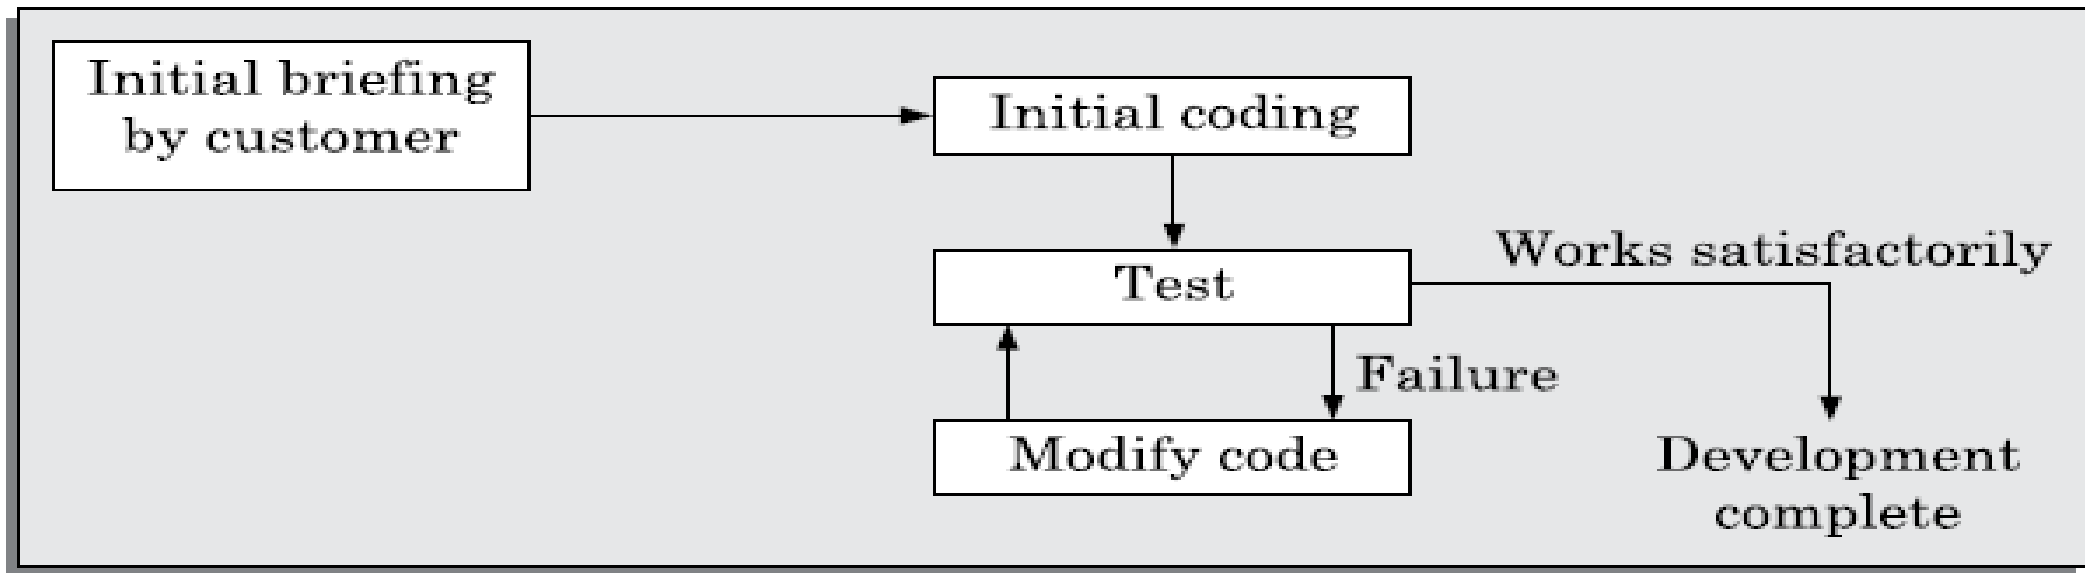 Initial briefing
by customer
Initial coding
Test
Works satisfactorily
Failure
Modify code
Development
complete